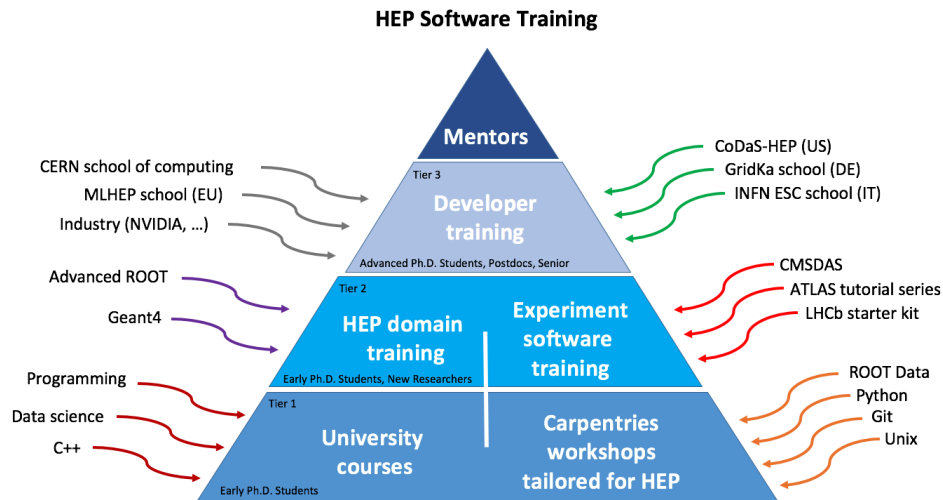 HEP Software Training
Mentors
CERN school of computing
MLHEP school (EU)
Industry (NVIDIA, ...)
Tier 3
Developer
training
Advanced Ph.D. Students, Postdocs, Senior
CoDaS-HEP (US)
GridKa school (DE)
INFN ESC school (IT)
Advanced ROOT
Geant4
Tier 2
HEP domain
training
Early Ph.D. Students, New Researchers
Experiment
software
training
CMSDAS
ATLAS tutorial series
LHCb starter kit
Programming
Data science
C++
Tier 1
University
courses
Early Ph.D. Students
Carpentries
workshops
tailored for HEP
ROOT Data
Python
Git
Unix